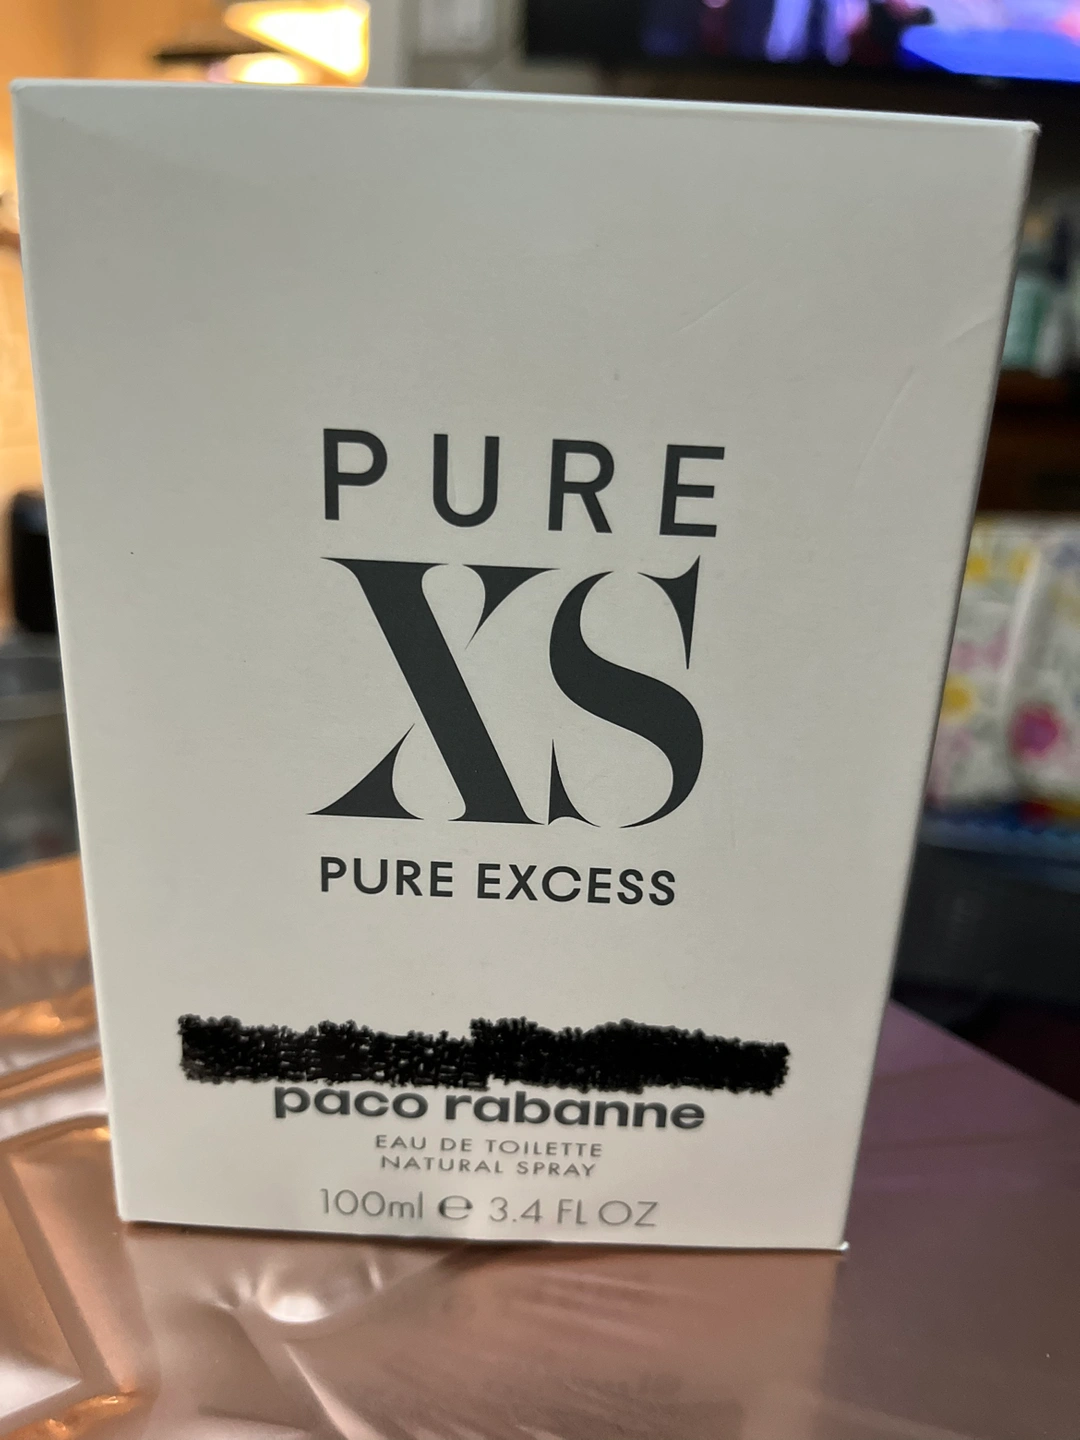 PURE
XS
PURE EXCESS
paco rabanne
EAU DE TOILETTE
NATURAL SPRAY
100ml ℮ 3.4 FL OZ